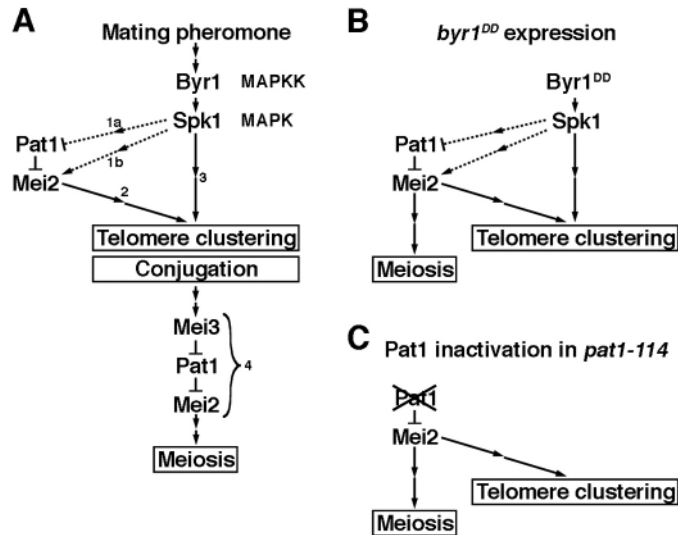 A
Mating pheromone
Byr1 MAPKK
1a
Spk1 MAPK
Pat1
1b
Mei2
2
3
Telomere clustering
Conjugation
Mei3
Pat1
4
Mei2
Meiosis
B
byr1DD expression
Byr1DD
Spk1
Pat1
Mei2
Meiosis
Telomere clustering
C
Pat1 inactivation in pat1-114
Pat1
Mei2
Telomere clustering
Meiosis